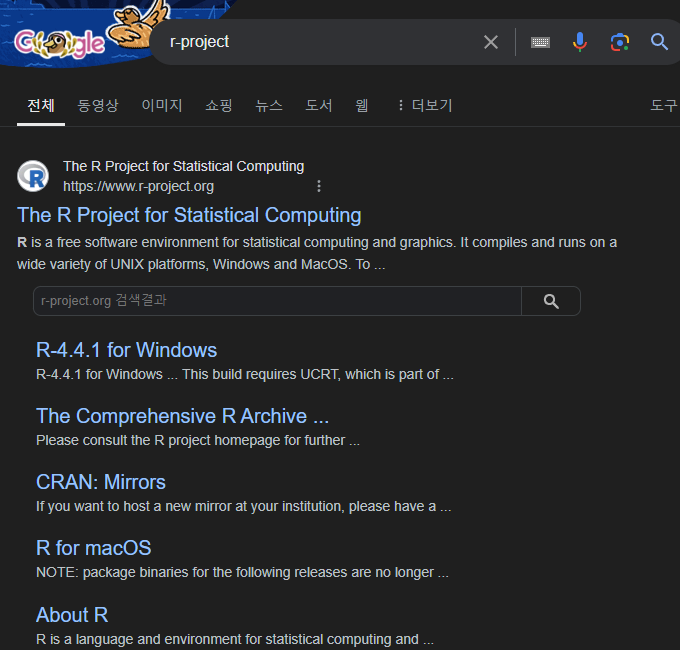 Google
r-project
전체 동영상 이미지 쇼핑 뉴스 도서 웹 더보기 도구
The R Project for Statistical Computing
https://www.r-project.org
The R Project for Statistical Computing
R is a free software environment for statistical computing and graphics. It compiles and runs on a
wide variety of UNIX platforms, Windows and MacOS. To ...
r-project.org 검색결과
R-4.4.1 for Windows
R-4.4.1 for Windows ... This build requires UCRT, which is part of ...
The Comprehensive R Archive ...
Please consult the R project homepage for further ...
CRAN: Mirrors
If you want to host a new mirror at your institution, please have a ...
R for macOS
NOTE: package binaries for the following releases are no longer ...
About R
R is a language and environment for statistical computing and ...